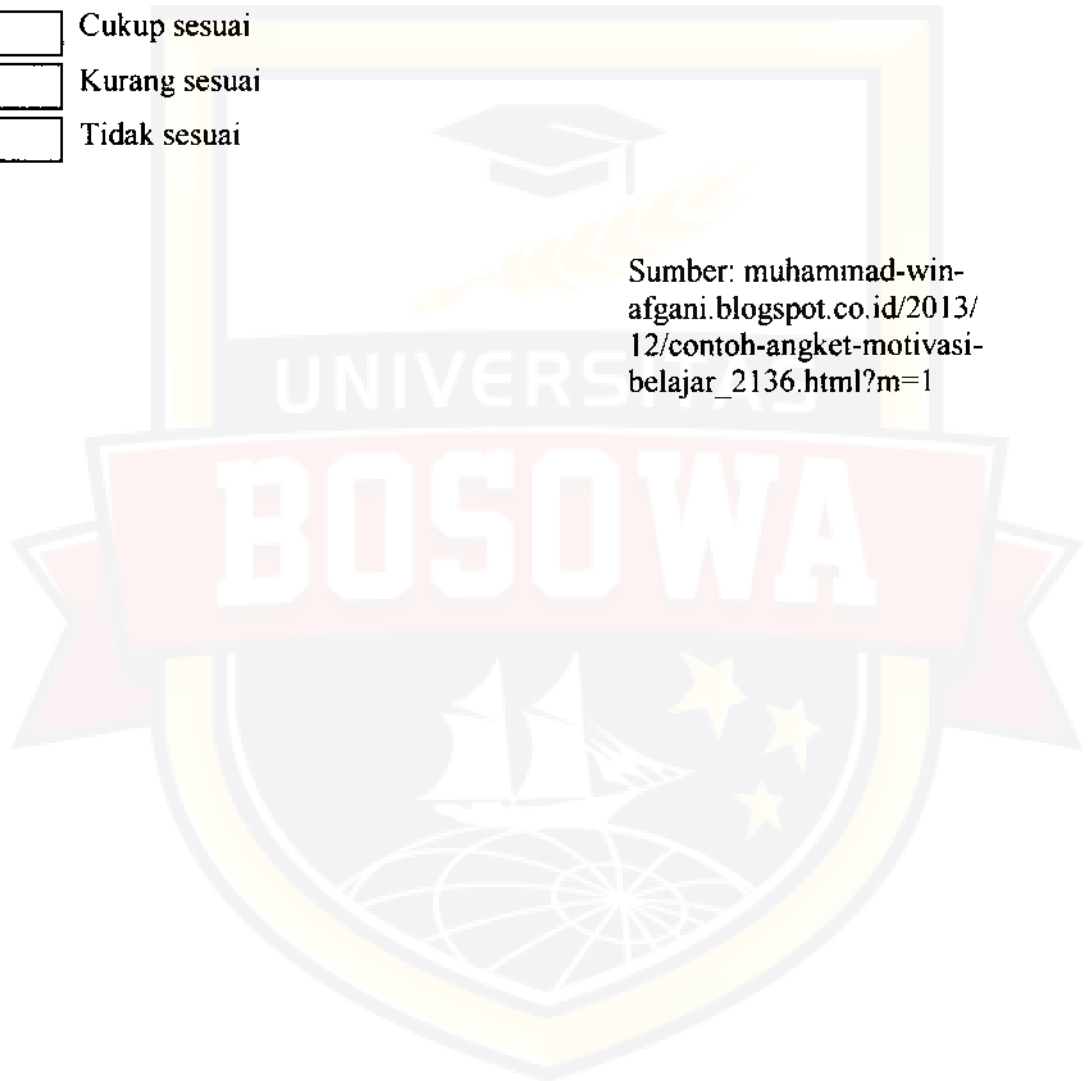 Cukup sesuai
Kurang sesuai
Tidak sesuai
Sumber: muhammad-win-
afgani.blogspot.co.id/2013/
12/contoh-angket-motivasi-
belajar_2136.html?m=1
UNIVERSITAS
BOSOWA